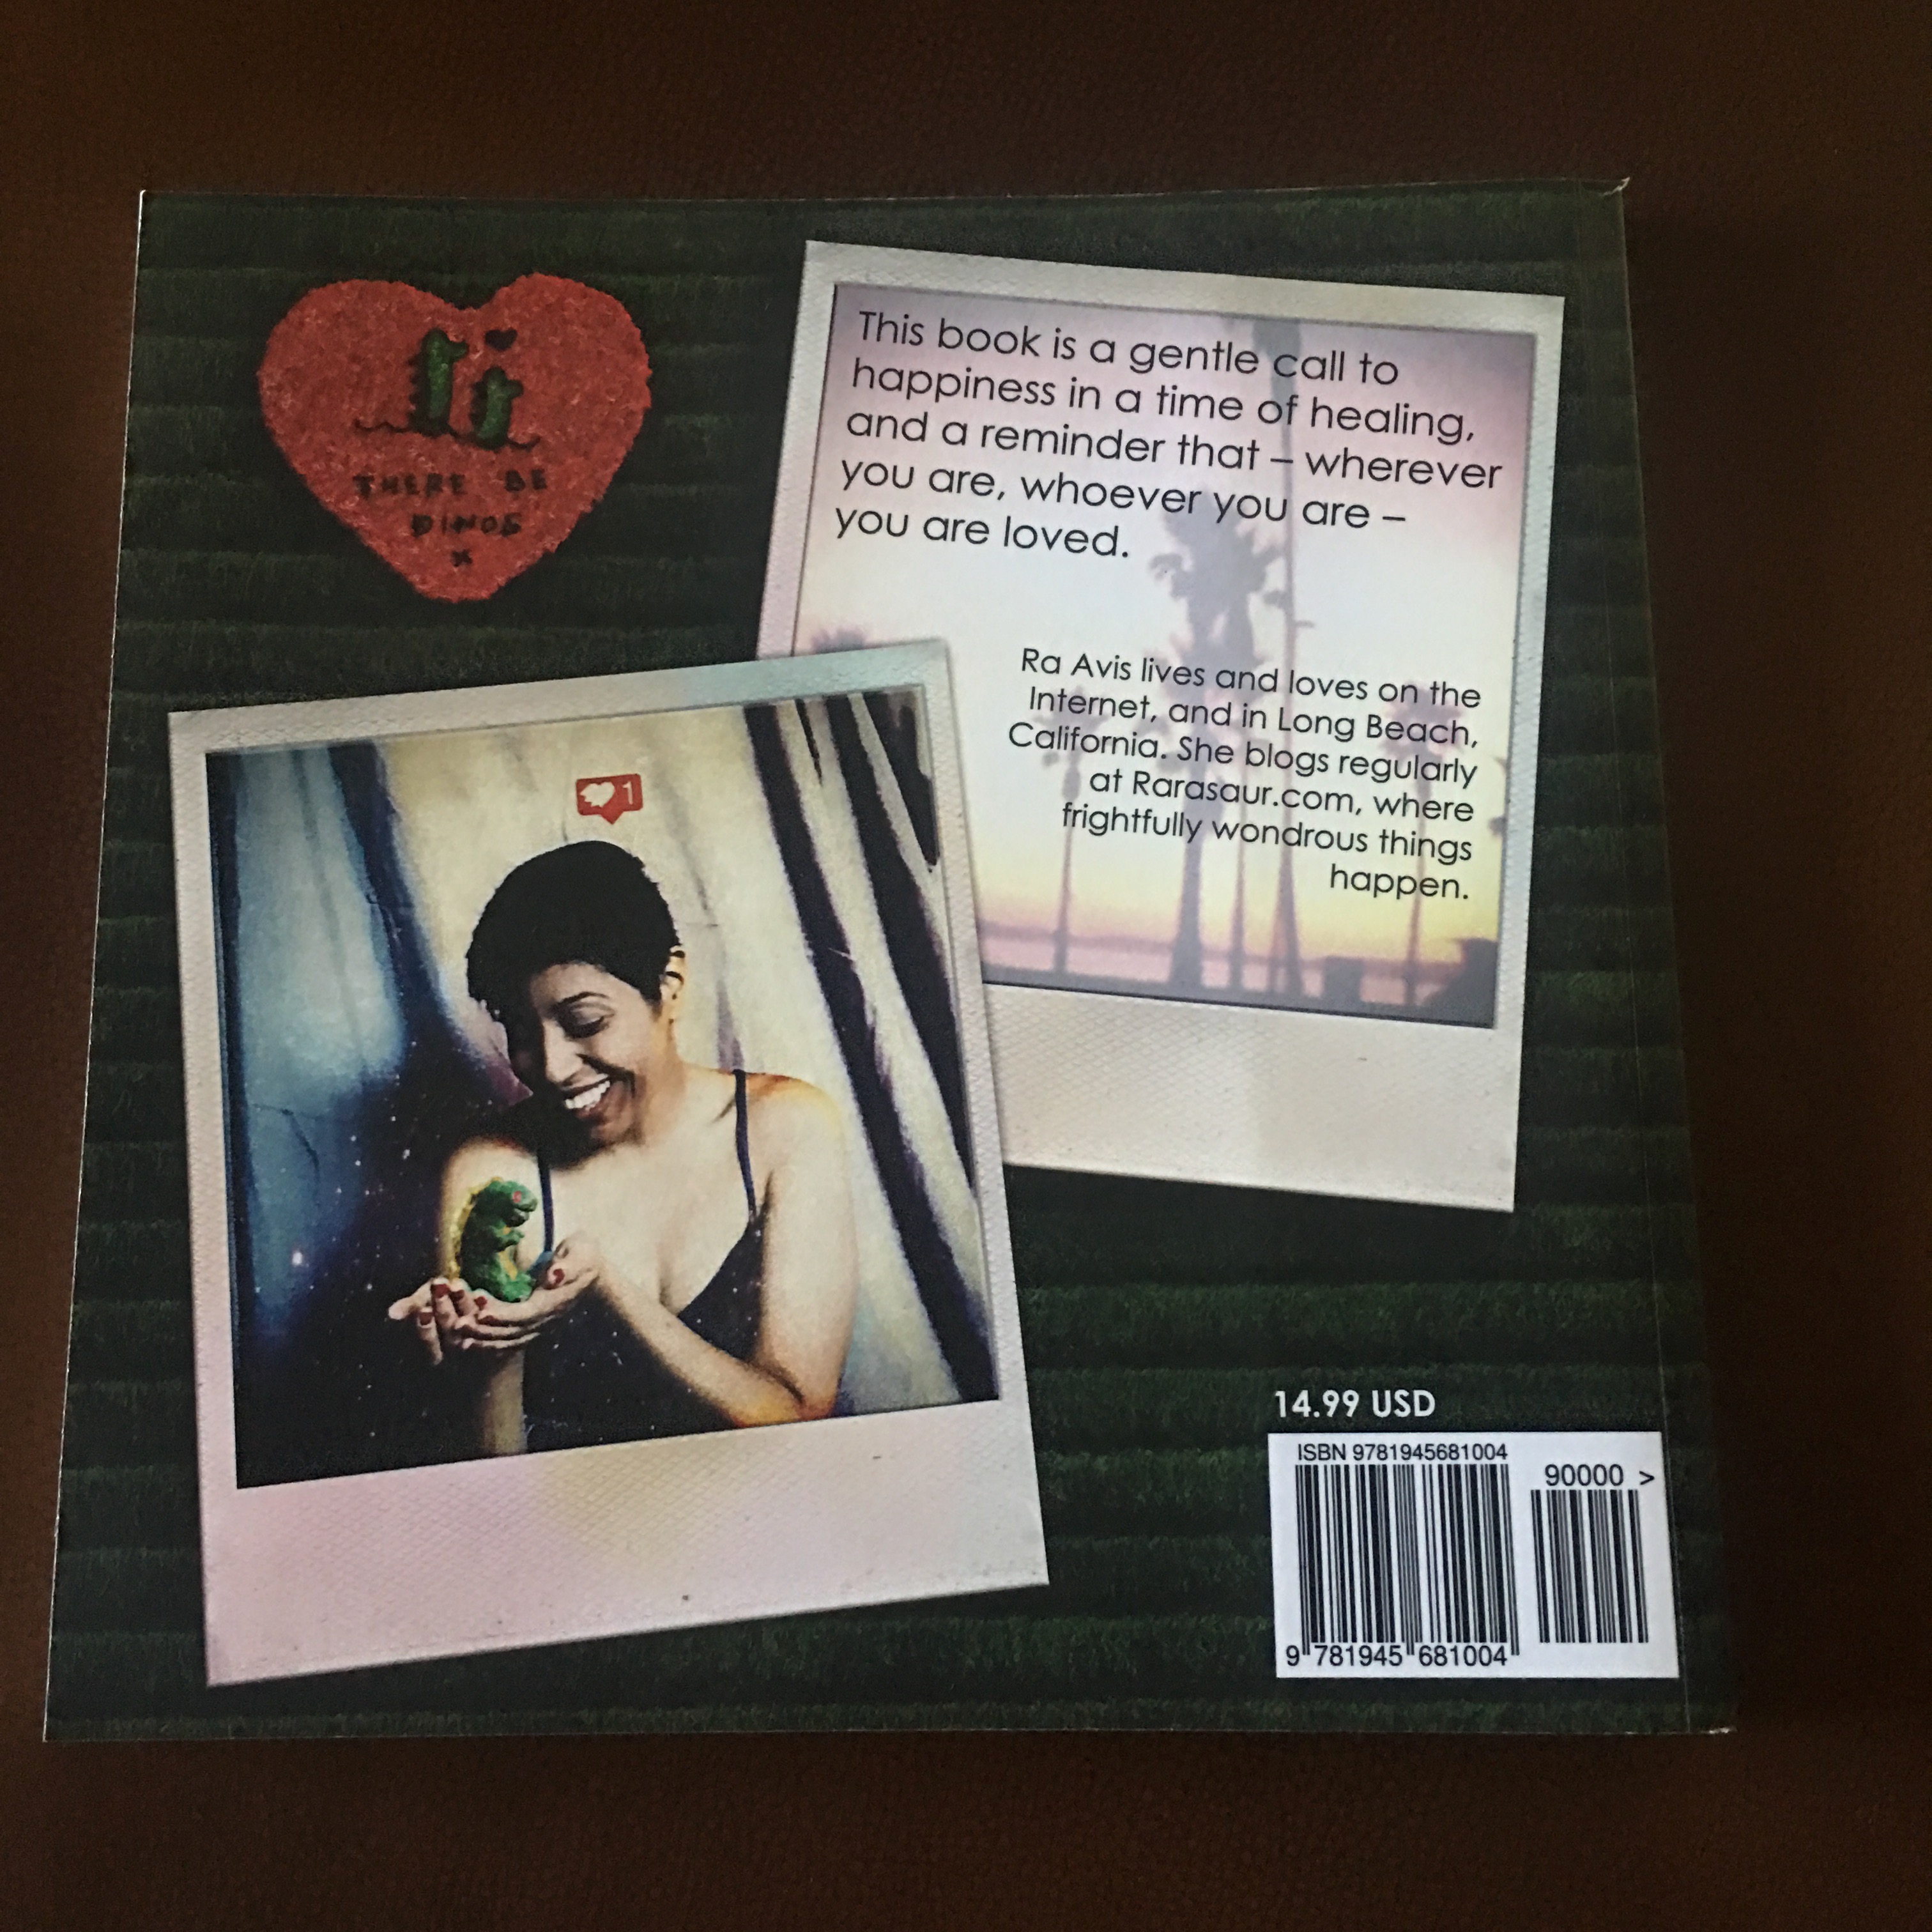 THERE BE
DINOS
x
This book is a gentle call to
happiness in a time of healing,
and a reminder that – wherever
you are, whoever you are –
you are loved.
Ra Avis lives and loves on the
Internet, and in Long Beach,
California. She blogs regularly
at Rarasaur.com, where
frightfully wondrous things
happen.
1
14.99 USD
ISBN 9781945681004
90000 >
9 781945 681004